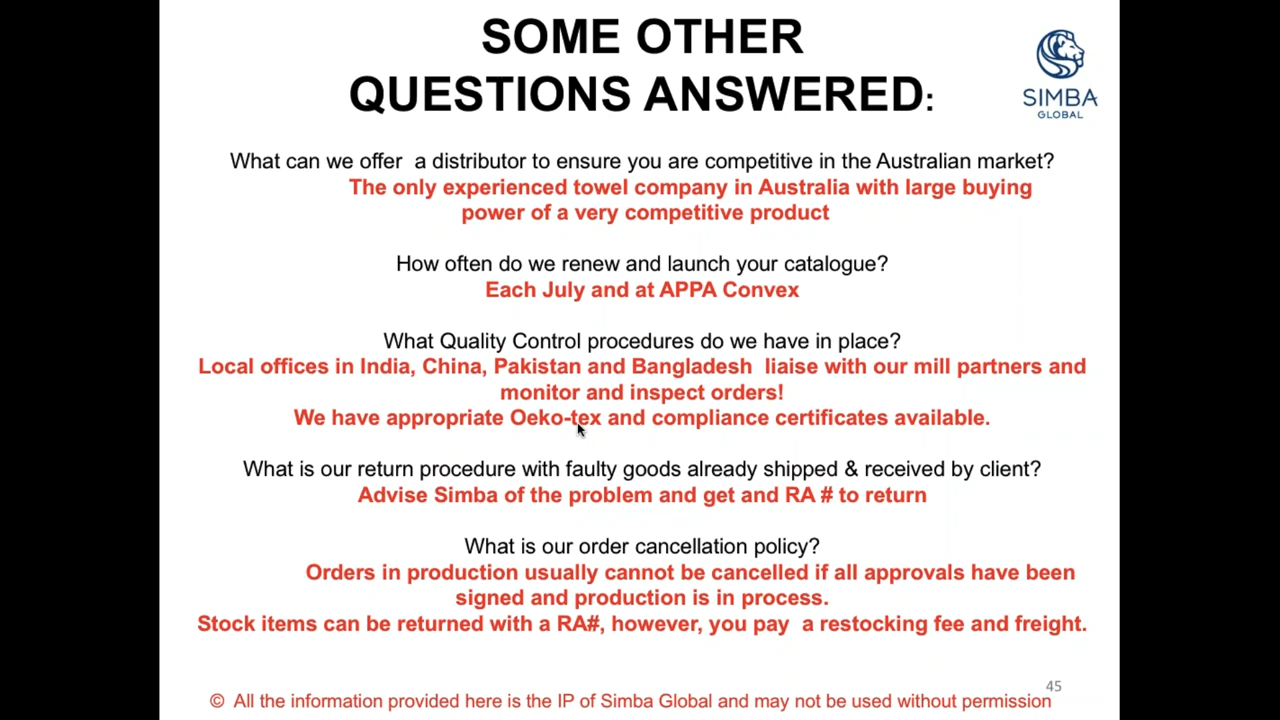 SOME OTHER
QUESTIONS ANSWERED:
SIMBA
GLOBAL
What can we offer  a distributor to ensure you are competitive in the Australian market?
The only experienced towel company in Australia with large buying
power of a very competitive product
How often do we renew and launch your catalogue?
Each July and at APPA Convex
What Quality Control procedures do we have in place?
Local offices in India, China, Pakistan and Bangladesh  liaise with our mill partners and
monitor and inspect orders!
We have appropriate Oeko-tex and compliance certificates available.
What is our return procedure with faulty goods already shipped & received by client?
Advise Simba of the problem and get and RA # to return
What is our order cancellation policy?
Orders in production usually cannot be cancelled if all approvals have been
signed and production is in process.
Stock items can be returned with a RA#, however, you pay  a restocking fee and freight.
45
©  All the information provided here is the IP of Simba Global and may not be used without permission